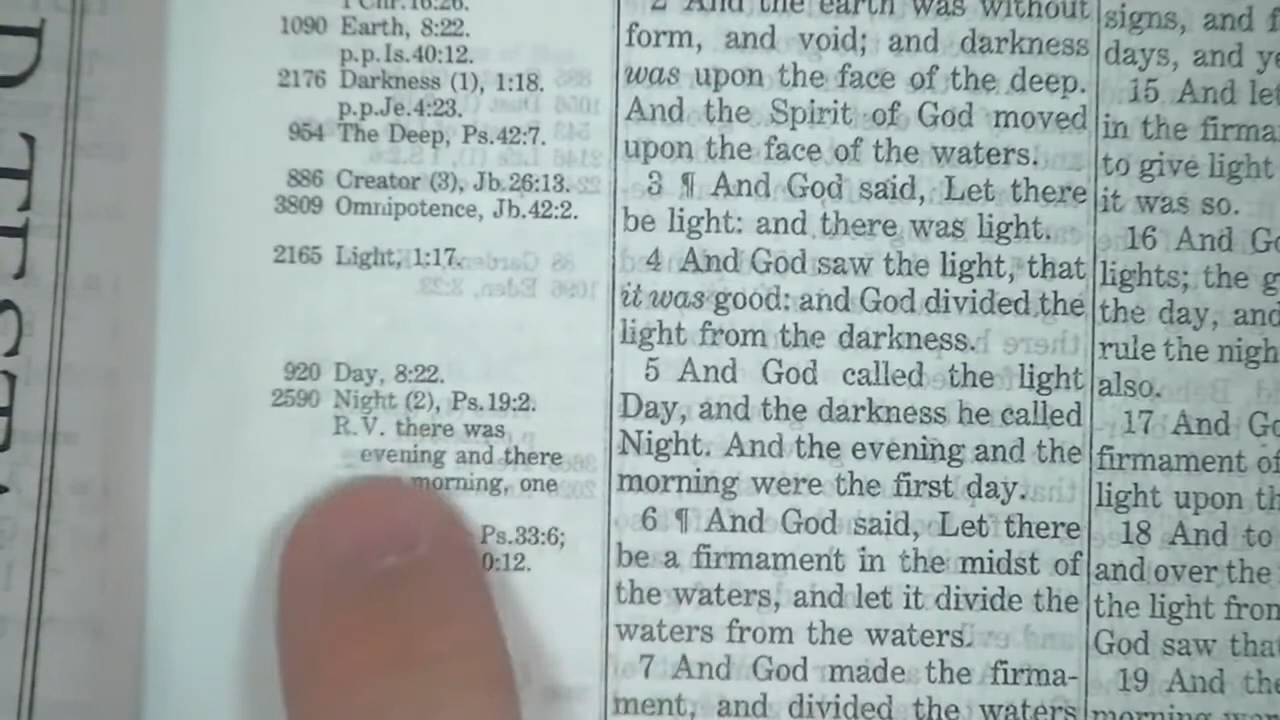 1090 Earth, 8:22.
p.p.Is.40:12.
2176 Darkness (1), 1:18.
p.p.Je.4:23.
954 The Deep, Ps.42:7.
886 Creator (3), Jb.26:13.
3809 Omnipotence, Jb.42:2.
2165 Light, 1:17.
920 Day, 8:22.
2590 Night (2), Ps.19:2.
R.V. there was
evening and there
morning, one
Ps.33:6;
0:12.
2 And the earth was without
form, and void; and darkness
was upon the face of the deep.
And the Spirit of God moved
upon the face of the waters.
3 ¶ And God said, Let there
be light: and there was light.
4 And God saw the light, that
it was good: and God divided the
light from the darkness.
5 And God called the light
Day, and the darkness he called
Night. And the evening and the
morning were the first day.
6 ¶ And God said, Let there
be a firmament in the midst of
the waters, and let it divide the
waters from the waters.
7 And God made the firma-
ment, and divided the waters
signs, and f
days, and ye
15 And let
in the firma
to give light
it was so.
16 And Go
lights; the g
the day, and
rule the nigh
also.
17 And Go
firmament of
light upon th
18 And to
and over the
the light from
God saw tha
19 And the